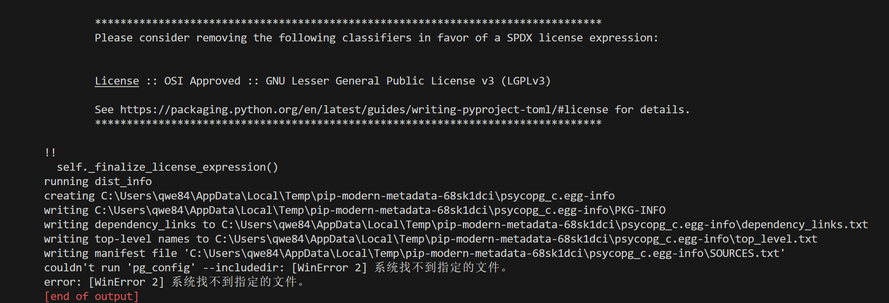 ******************************************************************************
Please consider removing the following classifiers in favor of a SPDX license expression:
License :: OSI Approved :: GNU Lesser General Public License v3 (LGPLv3)
See https://packaging.python.org/en/latest/guides/writing-pyproject-toml/#license for details.
******************************************************************************
!!
self._finalize_license_expression()
running dist_info
creating C:\Users\qwe84\AppData\Local\Temp\pip-modern-metadata-68sk1dci\psycopg_c.egg-info
writing C:\Users\qwe84\AppData\Local\Temp\pip-modern-metadata-68sk1dci\psycopg_c.egg-info\PKG-INFO
writing dependency_links to C:\Users\qwe84\AppData\Local\Temp\pip-modern-metadata-68sk1dci\psycopg_c.egg-info\dependency_links.txt
writing top-level names to C:\Users\qwe84\AppData\Local\Temp\pip-modern-metadata-68sk1dci\psycopg_c.egg-info\top_level.txt
writing manifest file 'C:\Users\qwe84\AppData\Local\Temp\pip-modern-metadata-68sk1dci\psycopg_c.egg-info\SOURCES.txt'
couldn't run 'pg_config' --includedir: [WinError 2] 系统找不到指定的文件。
error: [WinError 2] 系统找不到指定的文件。
[end of output]